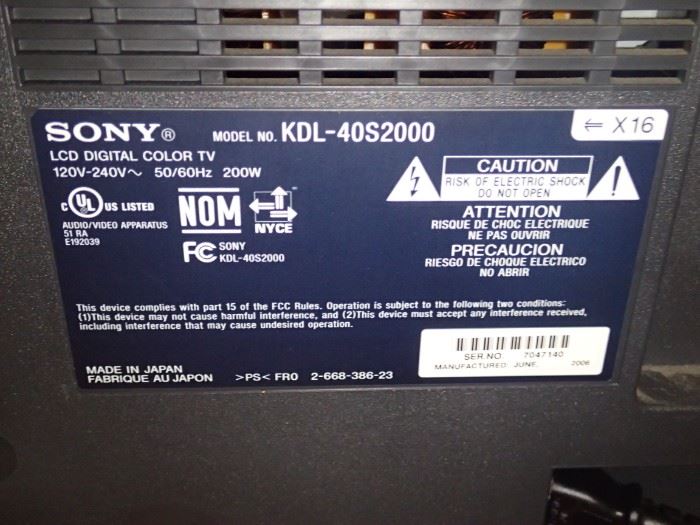 SONY® MODEL NO. KDL-40S2000
⇐ X16
LCD DIGITAL COLOR TV
120V-240V~ 50/60Hz 200W
C UL® US LISTED
AUDIO/VIDEO APPARATUS
51 RA
E192039
NOM
NYCE
FC SONY
KDL-40S2000
CAUTION
RISK OF ELECTRIC SHOCK
DO NOT OPEN
ATTENTION
RISQUE DE CHOC ELECTRIQUE
NE PAS OUVRIR
PRECAUCION
RIESGO DE CHOQUE ELECTRICO
NO ABRIR
This device complies with part 15 of the FCC Rules. Operation is subject to the following two conditions:
(1)This device may not cause harmful interference, and (2)This device must accept any interference received,
including interference that may cause undesired operation.
SER.NO. 7047140
MANUFACTURED: JUNE, 2006
MADE IN JAPAN
FABRIQUE AU JAPON >PS< FR0 2-668-386-23